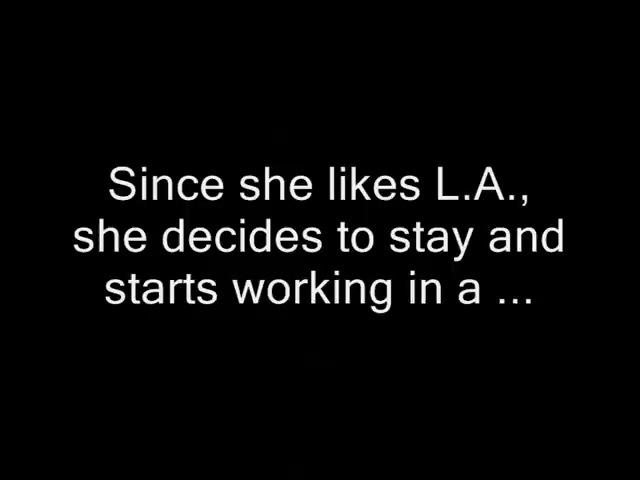 Since she likes L.A.,
she decides to stay and
starts working in a ...